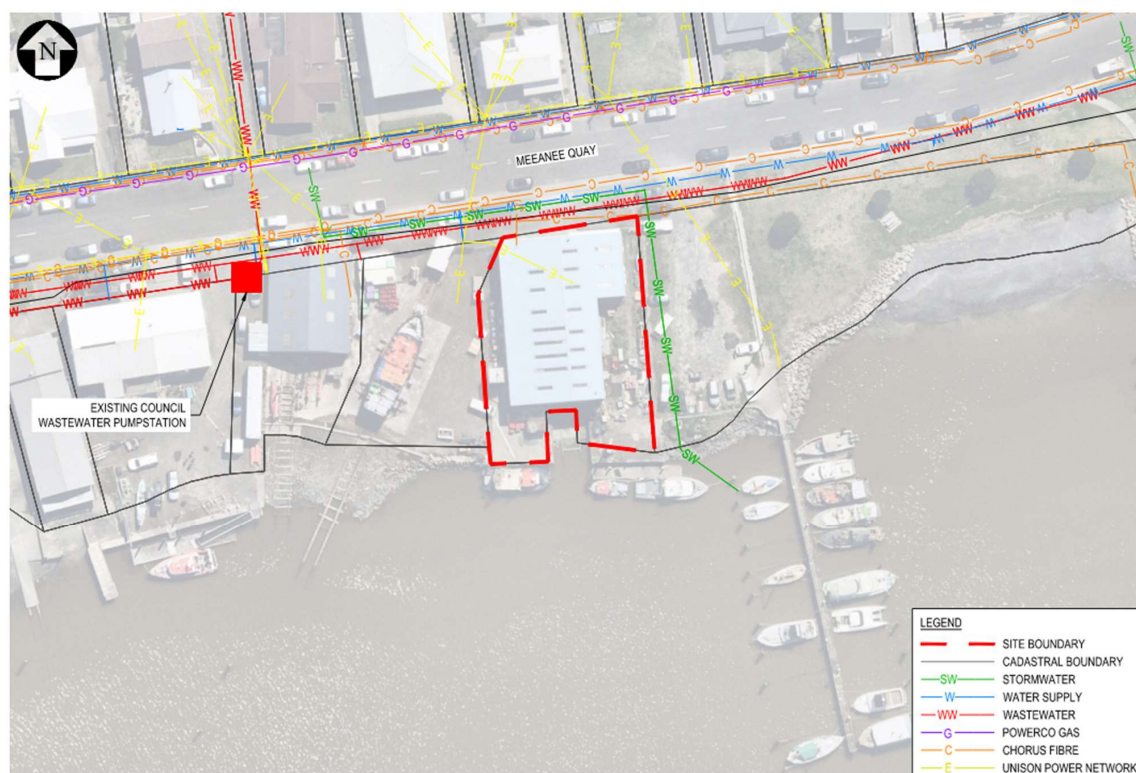 N
MEEANEE QUAY
EXISTING COUNCIL
WASTEWATER PUMPSTATION
LEGEND
SITE BOUNDARY
CADASTRAL BOUNDARY
SW STORMWATER
W WATER SUPPLY
WW WASTEWATER
G POWERCO GAS
C CHORUS FIBRE
E UNISON POWER NETWORK